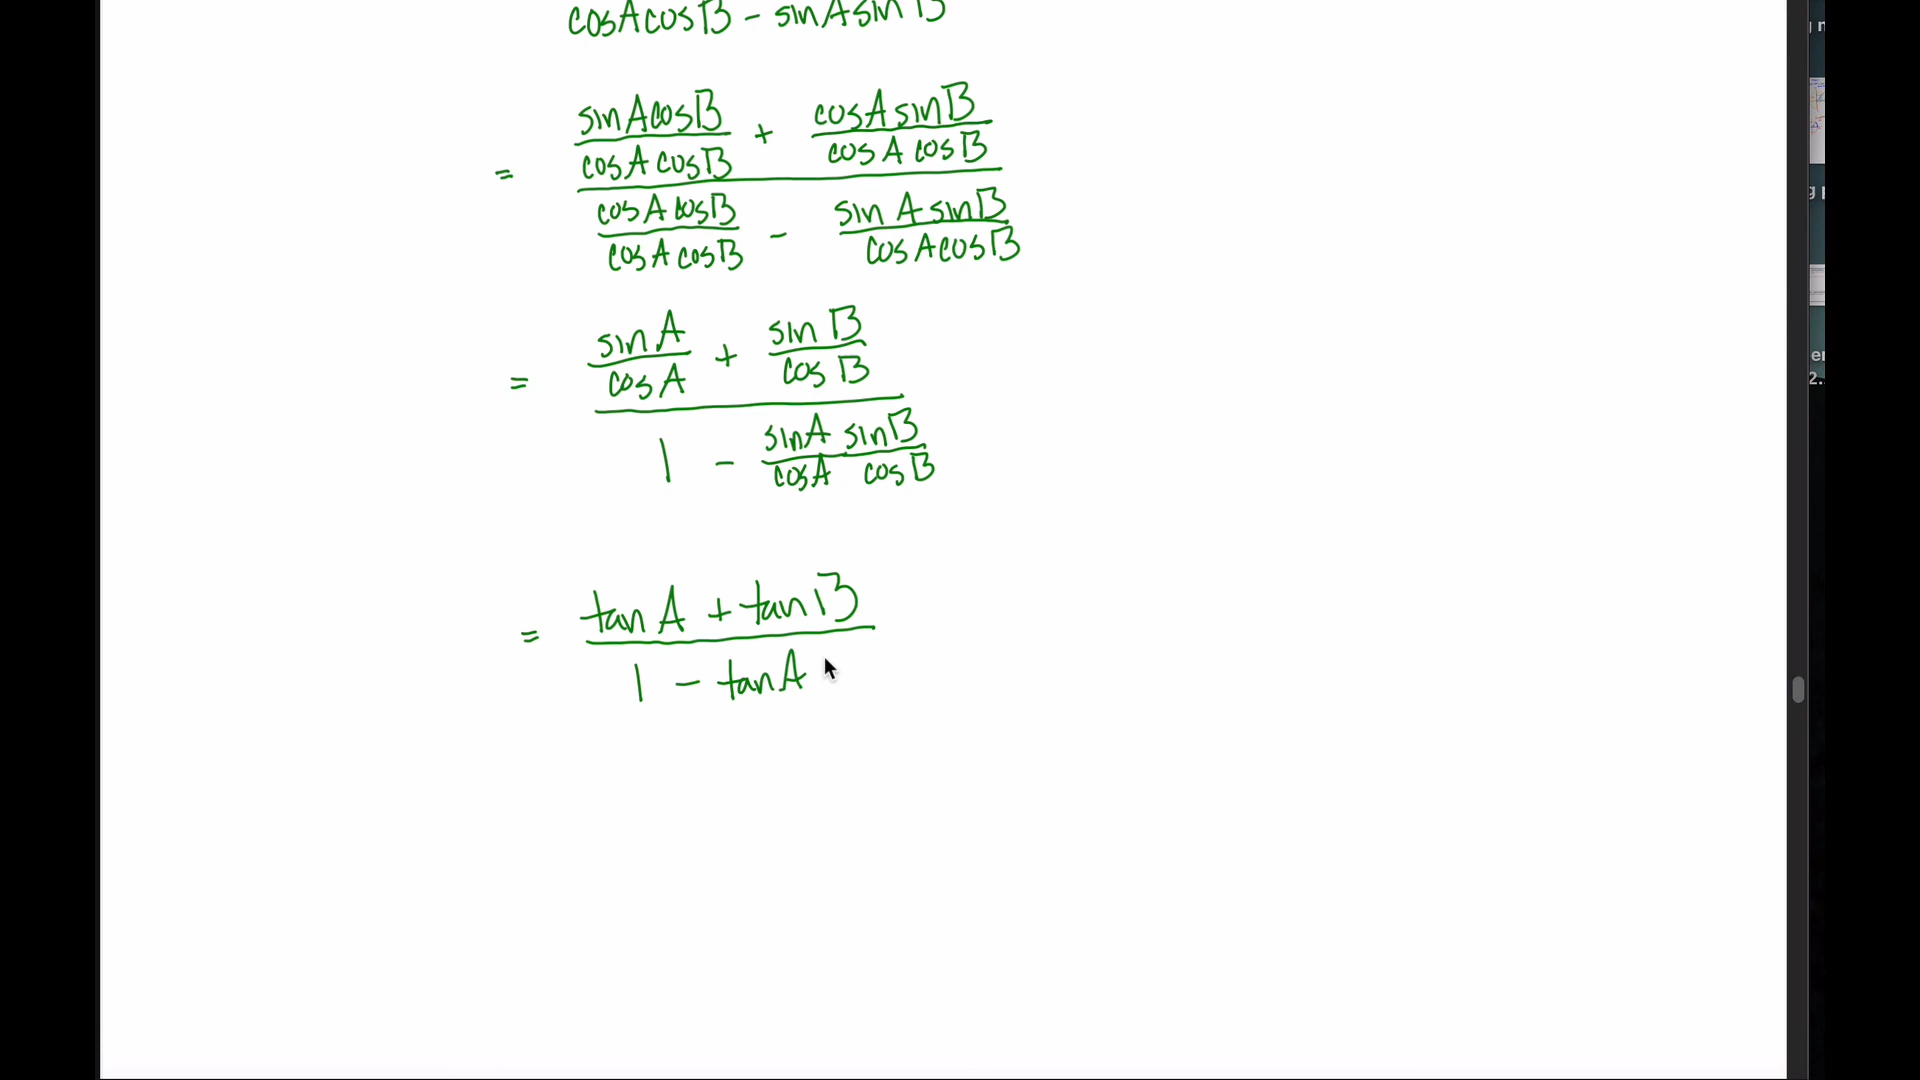 cosAcosB - sinAsinB
sinAcosB + cosAsinB
cosAcosB cosAcosB
=
cosAcosB - sinAsinB
cosAcosB cosAcosB
sinA + sinB
cosA cosB
=
1 - sinA sinB
cosA cosB
tanA + tanB
=
1 - tanA
2..